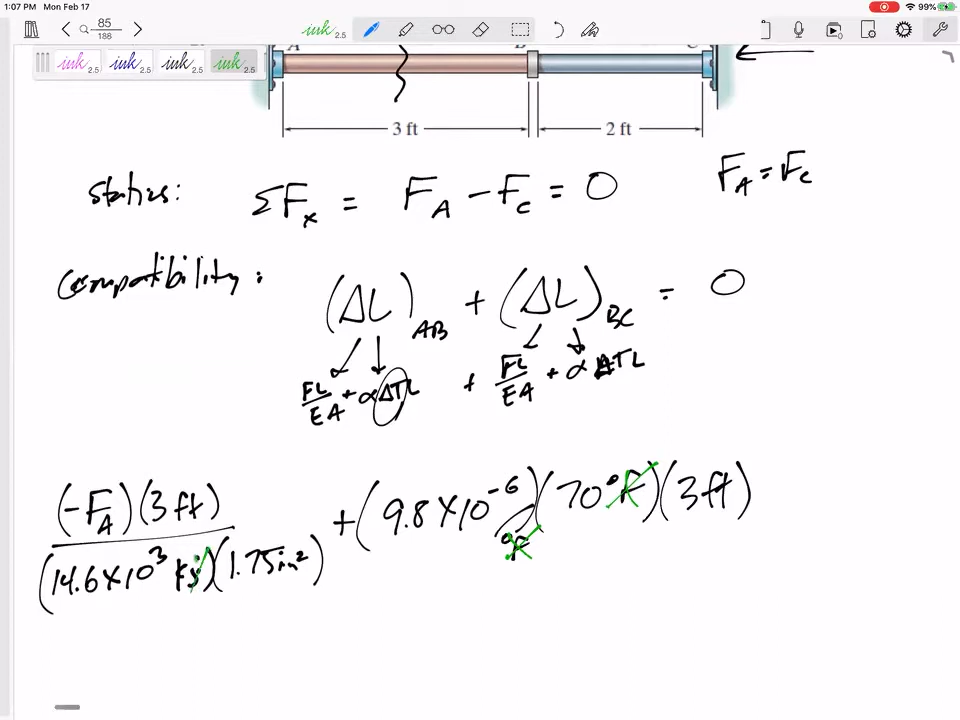 1:07 PM Mon Feb 17 99%
85
188
ink 2.5
ink 2.5 ink 2.5 ink 2.5 ink 2.5
A B C
3 ft 2 ft
Statics: ΣFx = FA - Fc = 0 FA = Fc
Compatibility: (ΔL)AB + (ΔL)BC = 0
FL/EA + αΔTL + FL/EA + αΔTL
(-FA)(3 ft)/(14.6 X 10³ ksi)(1.75 in²) + (9.8 X 10⁻⁶/°F)(70°F)(3 ft)